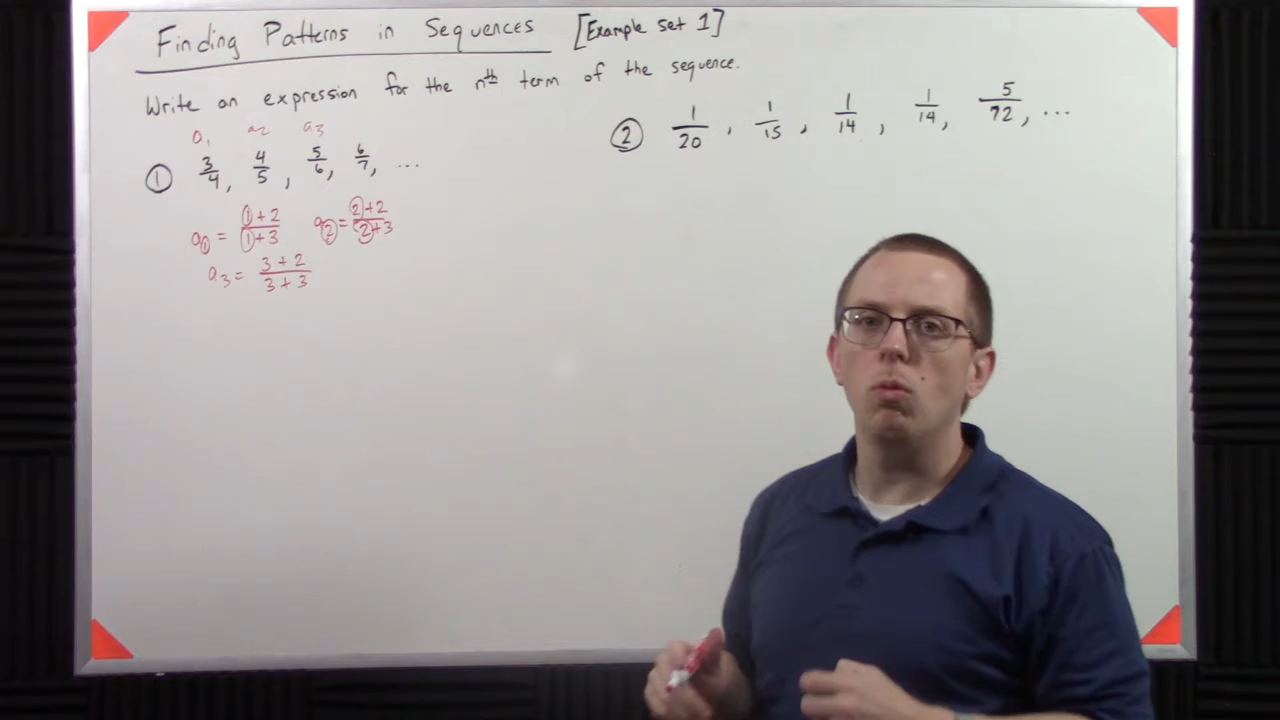 Finding Patterns in Sequences [Example set 1]
Write an expression for the nth term of the sequence.
a1 a2 a3
① 3/4, 4/5, 5/6, 6/7, ...
a1 = 1+2/1+3 a2 = 2+2/2+3
a3 = 3+2/3+3
② 1/20, 1/15, 1/14, 1/14, 5/72, ...